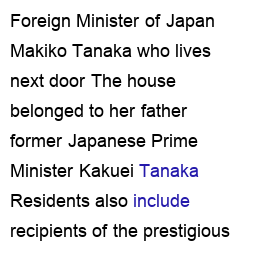 Foreign Minister of Japan
Makiko Tanaka who lives
next door The house
belonged to her father
former Japanese Prime
Minister Kakuei Tanaka
Residents also include
recipients of the prestigious